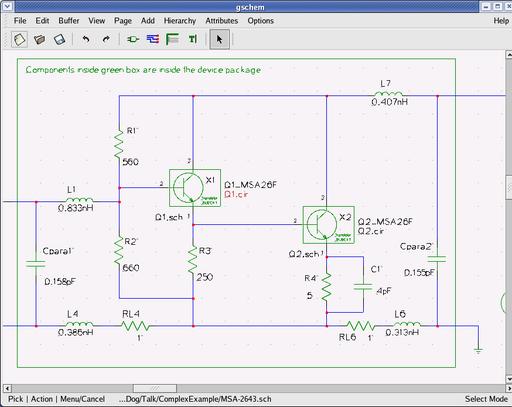 gschem
File Edit Buffer View Page Add Hierarchy Attributes Options Help
Components inside green box are inside the device package
L7
0.407nH
R1
560
2
2
X1
Q1_MSA26F
Q1.cir
2
L1
0.833nH
Q1.sch 1
2
X2
Q2_MSA26F
Q2.cir
Cpara1
0.158pF
R2
660
R3
250
Q2.sch 1
Cpara2
0.155pF
R4
5
C1
.4pF
L4
0.386nH
RL4
1
RL6 1
L6
0.313nH
Pick | Action | Menu/Cancel ...Dog/Talk/ComplexExample/MSA-2643.sch Select Mode